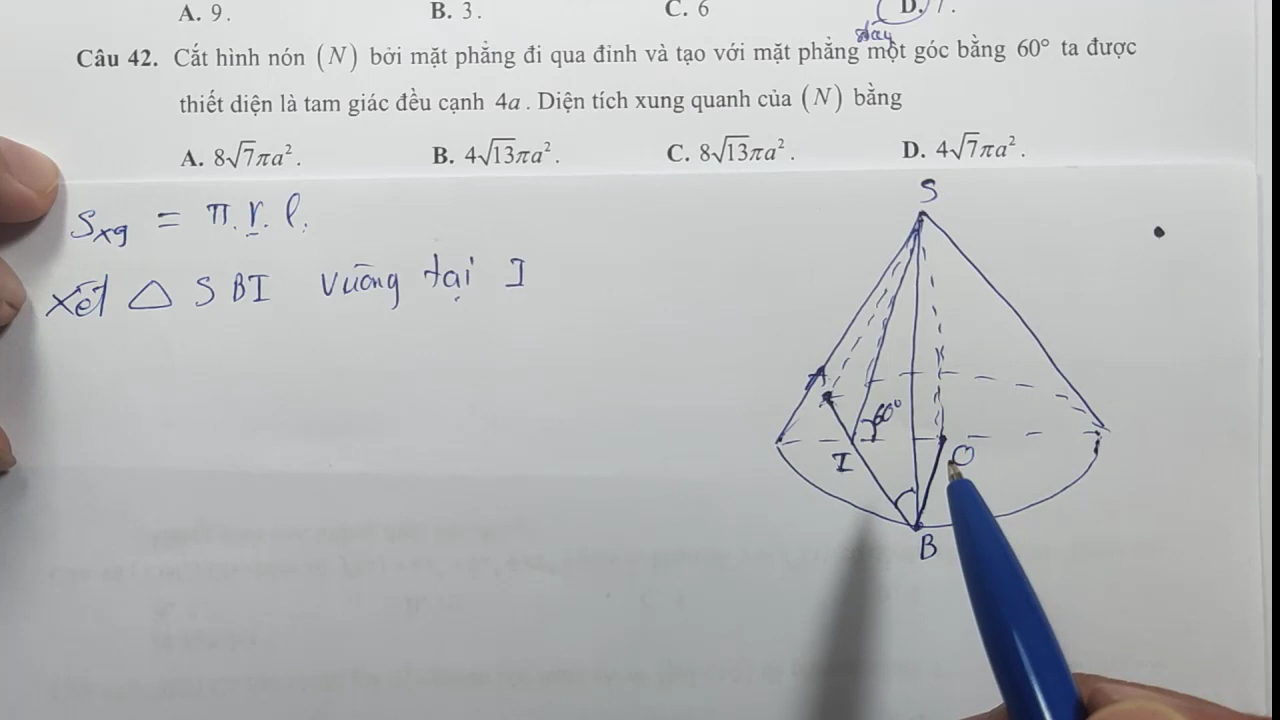 A. 9. B. 3. C. 6 D. 7.
đáy
Câu 42. Cắt hình nón (N) bởi mặt phẳng đi qua đỉnh và tạo với mặt phẳng một góc bằng 60° ta được
thiết diện là tam giác đều cạnh 4a. Diện tích xung quanh của (N) bằng
A. 8√7πa². B. 4√13πa². C. 8√13πa². D. 4√7πa².
S
Sxq = π.r.l.
Xét △ SBI vuông tại I
A
60°
I
O
B